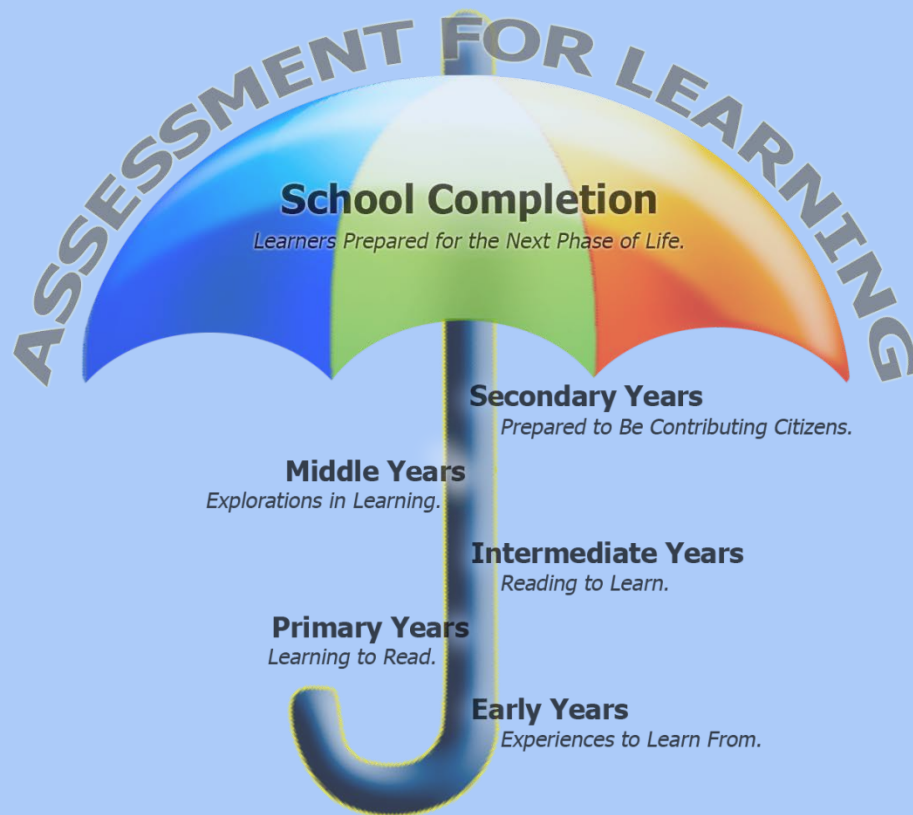 ASSESSMENT FOR LEARNING
School Completion
Learners Prepared for the Next Phase of Life.
Secondary Years
Prepared to Be Contributing Citizens.
Middle Years
Explorations in Learning.
Intermediate Years
Reading to Learn.
Primary Years
Learning to Read.
Early Years
Experiences to Learn From.